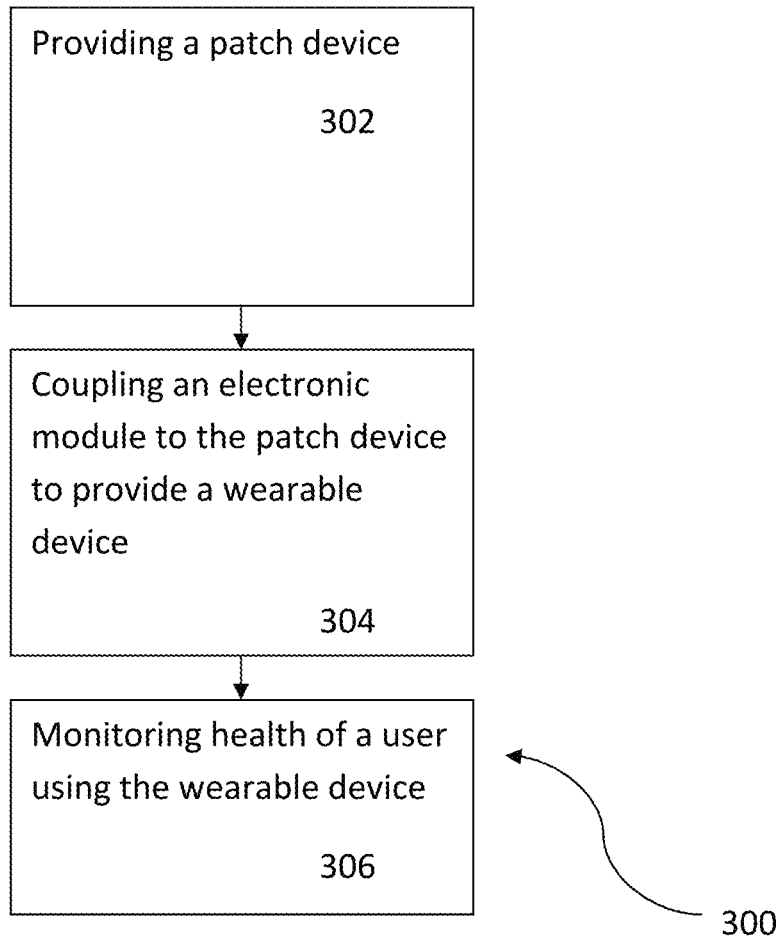 Providing a patch device
302
Coupling an electronic
module to the patch device
to provide a wearable
device
304
Monitoring health of a user
using the wearable device
306
300